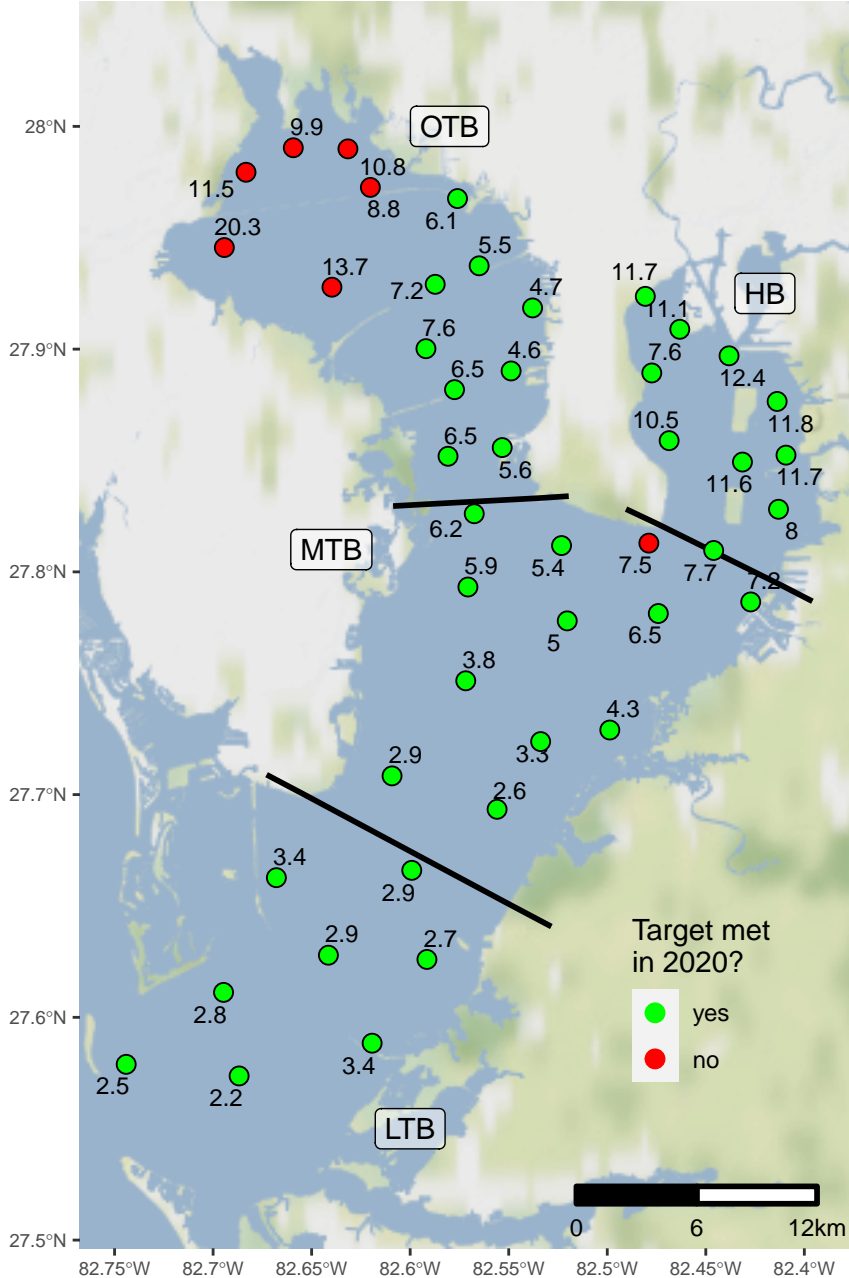 28°N
27.9°N
27.8°N
27.7°N
27.6°N
27.5°N
82.75°W
82.7°W
82.65°W
82.6°W
82.55°W
82.5°W
82.45°W
82.4°W
OTB
9.9
10.8
11.5
8.8
6.1
20.3
13.7
5.5
7.2
4.7
7.6
6.5
4.6
6.5
5.6
HB
11.7
11.1
7.6
12.4
11.8
10.5
11.6
11.7
8
7.7
MTB
6.2
5.4
7.5
7.2
5.9
5
6.5
3.8
3.3
4.3
2.9
2.6
LTB
3.4
2.9
2.9
2.7
2.8
3.4
2.5
2.2
Target met
in 2020?
yes
no
0
6
12km